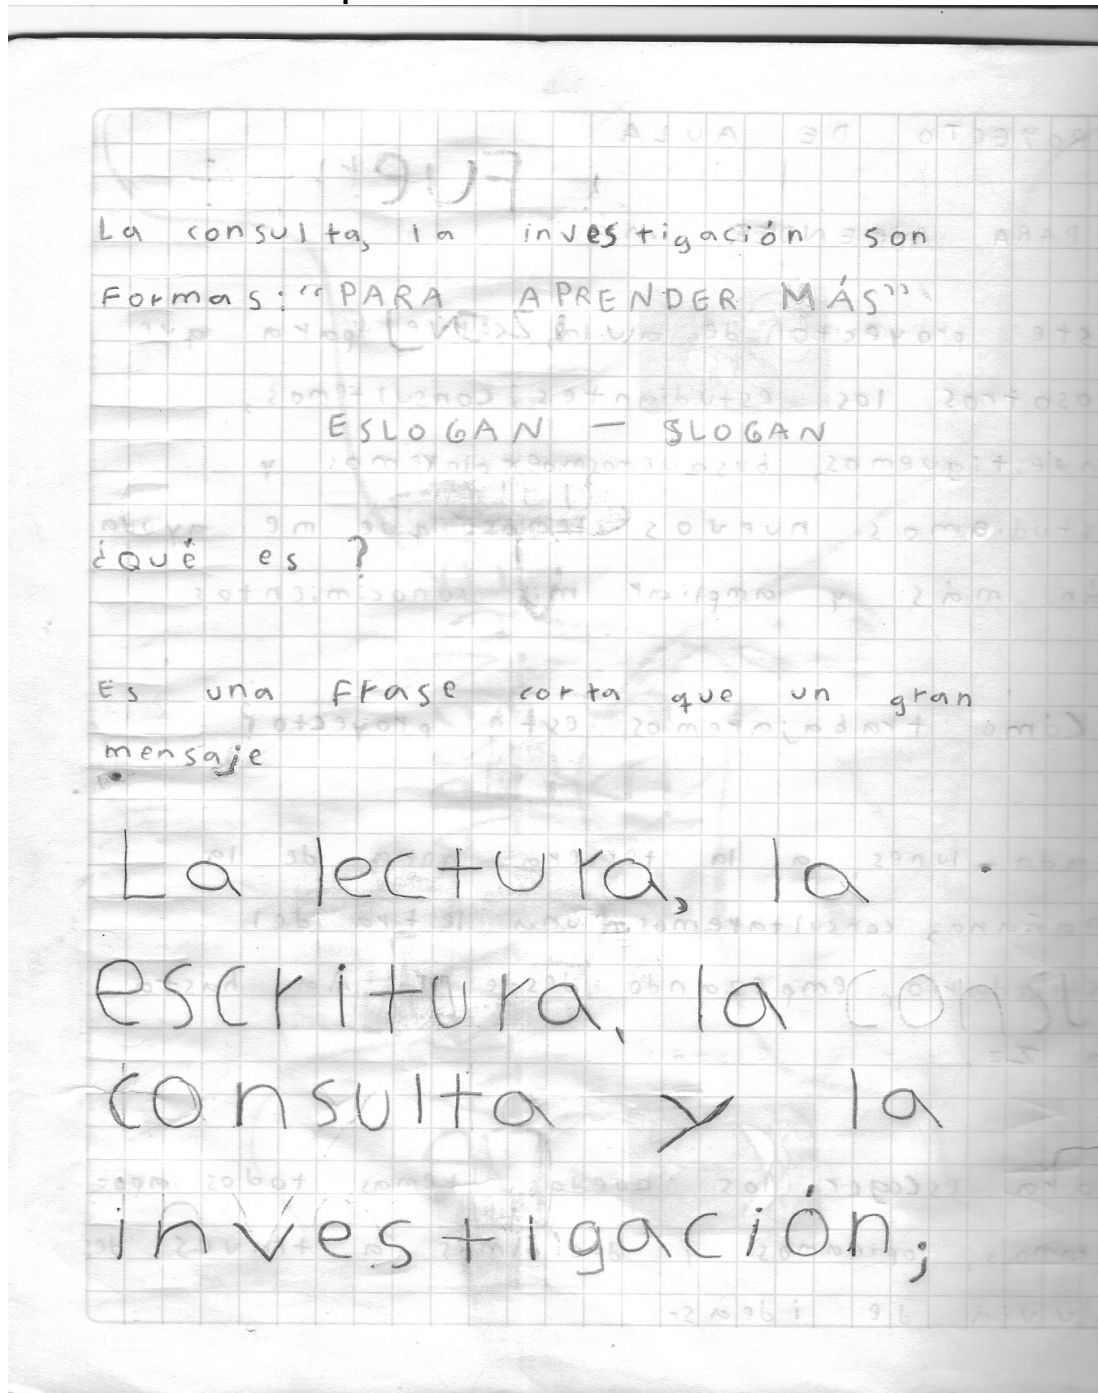 La consulta, la investigación son
Formas: "PARA APRENDER MÁS"
ESLOGAN — SLOGAN
¿Qué es ?
Es una Frase corta que un gran
mensaje
La lectura, la
escritura, la
consulta y la
investigación;